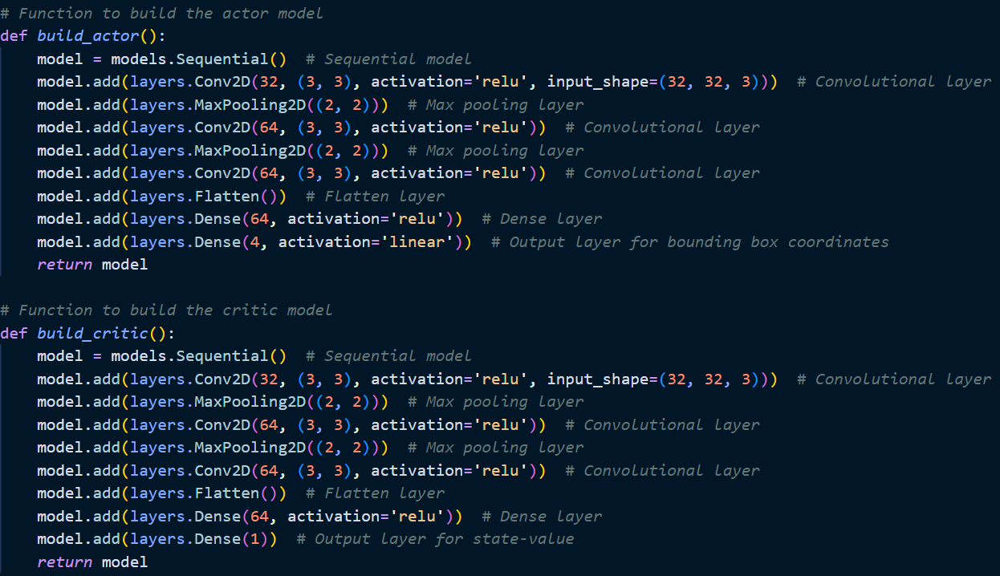 # Function to build the actor model
def build_actor():
    model = models.Sequential()  # Sequential model
    model.add(layers.Conv2D(32, (3, 3), activation='relu', input_shape=(32, 32, 3)))  # Convolutional layer
    model.add(layers.MaxPooling2D((2, 2)))  # Max pooling layer
    model.add(layers.Conv2D(64, (3, 3), activation='relu'))  # Convolutional layer
    model.add(layers.MaxPooling2D((2, 2)))  # Max pooling layer
    model.add(layers.Conv2D(64, (3, 3), activation='relu'))  # Convolutional layer
    model.add(layers.Flatten())  # Flatten layer
    model.add(layers.Dense(64, activation='relu'))  # Dense layer
    model.add(layers.Dense(4, activation='linear'))  # Output layer for bounding box coordinates
    return model

# Function to build the critic model
def build_critic():
    model = models.Sequential()  # Sequential model
    model.add(layers.Conv2D(32, (3, 3), activation='relu', input_shape=(32, 32, 3)))  # Convolutional layer
    model.add(layers.MaxPooling2D((2, 2)))  # Max pooling layer
    model.add(layers.Conv2D(64, (3, 3), activation='relu'))  # Convolutional layer
    model.add(layers.MaxPooling2D((2, 2)))  # Max pooling layer
    model.add(layers.Conv2D(64, (3, 3), activation='relu'))  # Convolutional layer
    model.add(layers.Flatten())  # Flatten layer
    model.add(layers.Dense(64, activation='relu'))  # Dense layer
    model.add(layers.Dense(1))  # Output layer for state-value
    return model